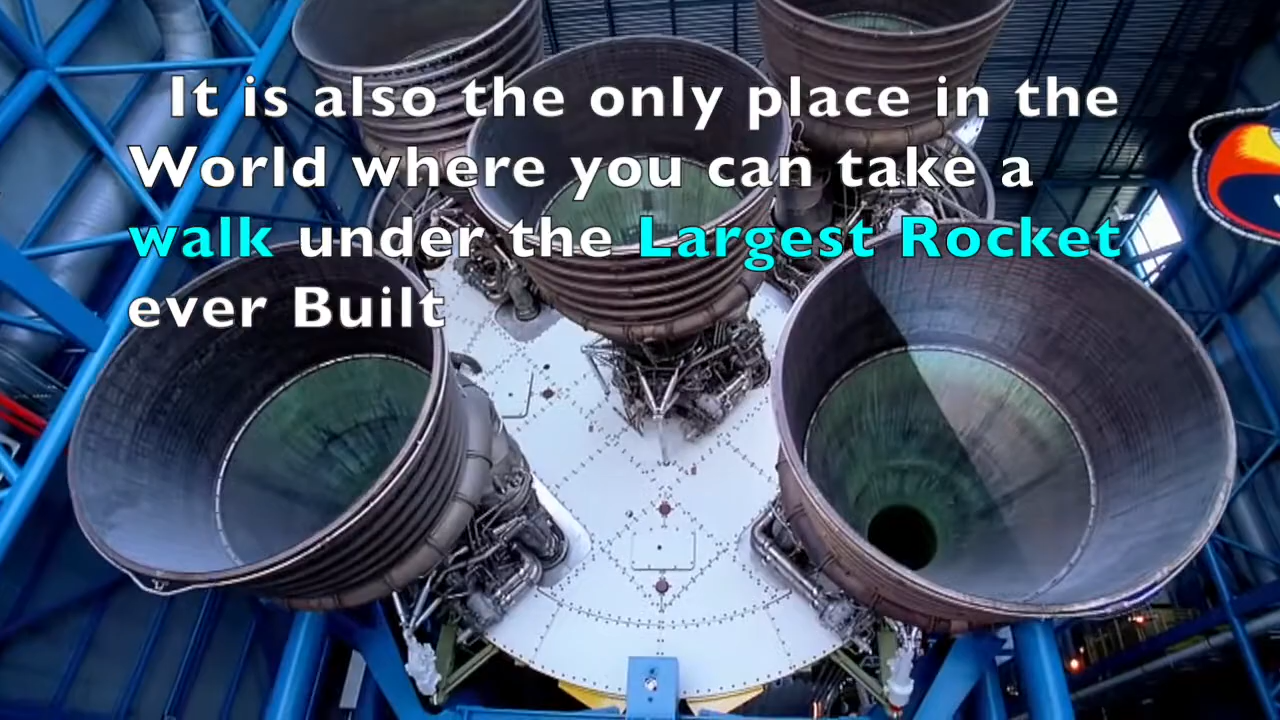 It is also the only place in the
World where you can take a
walk under the Largest Rocket
ever Built